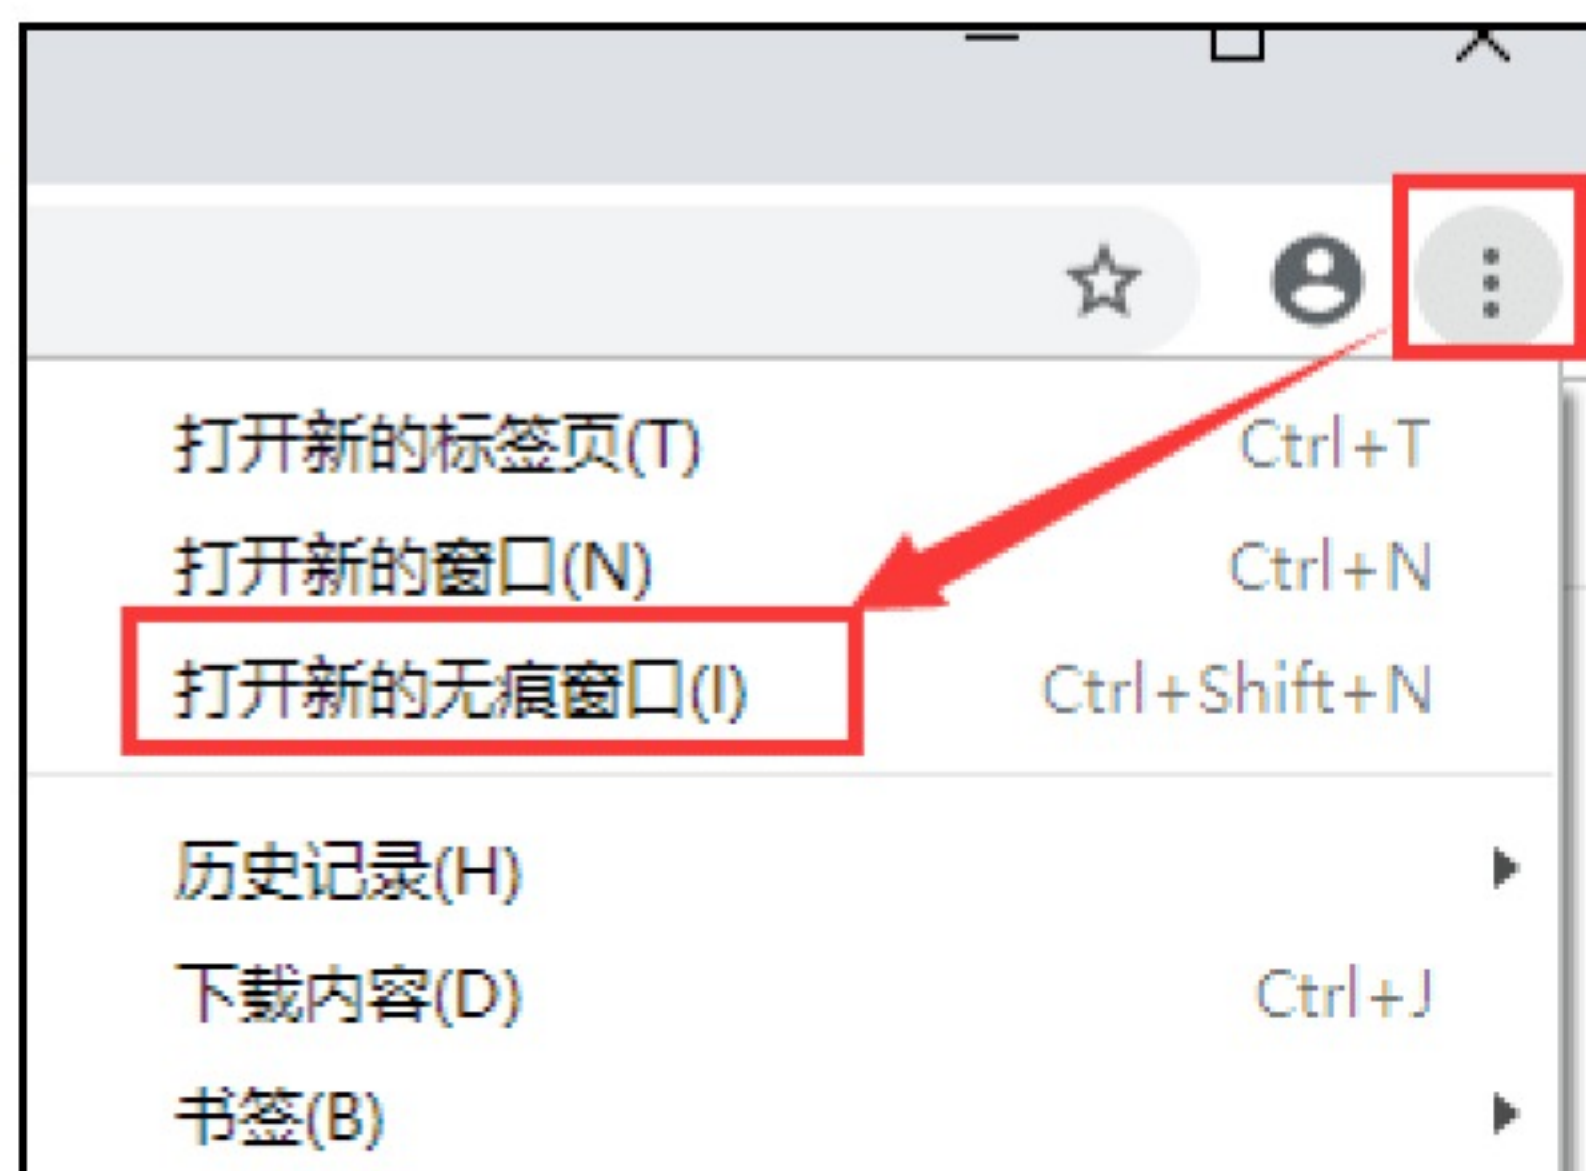 打开新的标签页(T) Ctrl+T
打开新的窗口(N) Ctrl+N
打开新的无痕窗口(I) Ctrl+Shift+N
历史记录(H)
下载内容(D) Ctrl+J
书签(B)